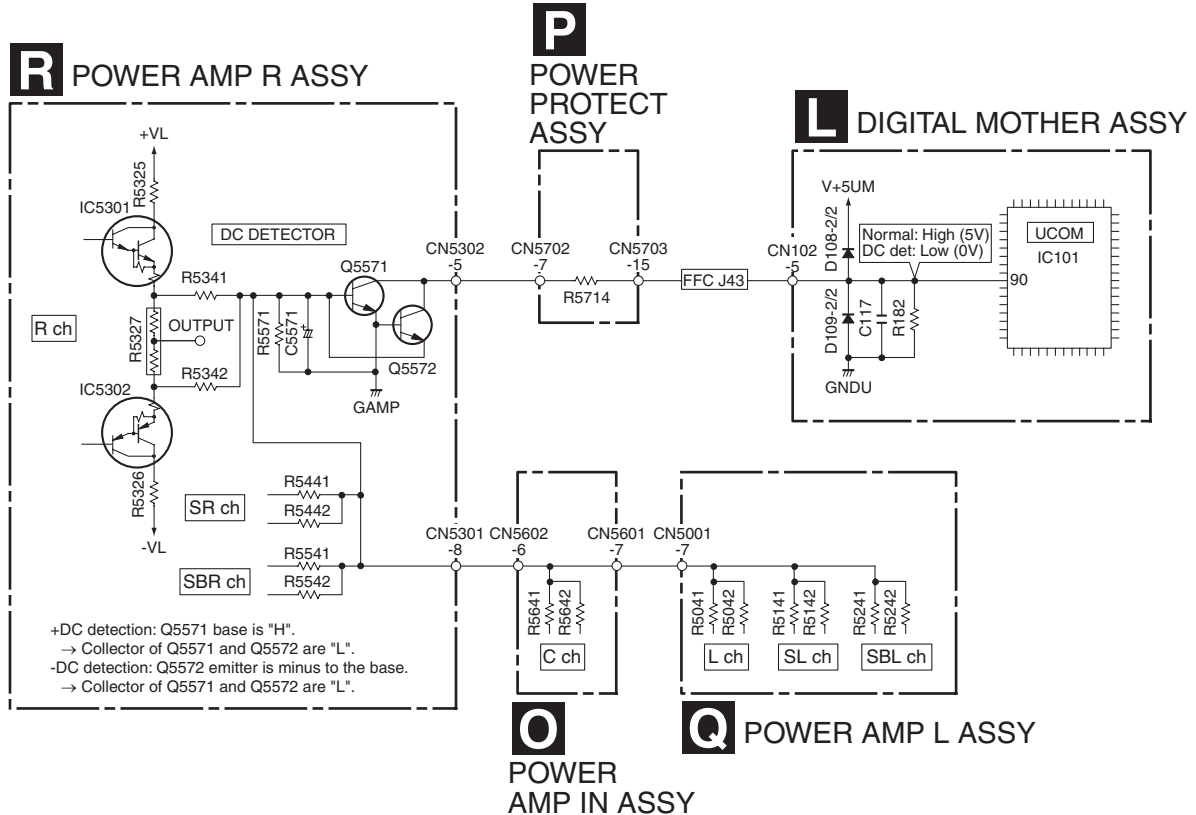 R POWER AMP R ASSY
P
POWER
PROTECT
ASSY
L DIGITAL MOTHER ASSY
+VL
R5325
IC5301
DC DETECTOR
R5341
Q5571
CN5302
-5
CN5702
-7
CN5703
-15
R5714
FFC J43
CN102
-5
V+5UM
D108-2/2
Normal: High (5V)
DC det: Low (0V)
UCOM
IC101
90
R ch
R5327
OUTPUT
R5571
C5571
+
Q5572
D109-2/2
C117
R182
R5342
IC5302
GAMP
GNDU
R5326
-VL
SR ch
R5441
R5442
SBR ch
R5541
R5542
CN5301
-8
CN5602
-6
CN5601
-7
CN5001
-7
R5641
R5642
C ch
R5041
R5042
L ch
R5141
R5142
SL ch
R5241
R5242
SBL ch
+DC detection: Q5571 base is "H".
→ Collector of Q5571 and Q5572 are "L".
-DC detection: Q5572 emitter is minus to the base.
→ Collector of Q5571 and Q5572 are "L".
O
POWER
AMP IN ASSY
Q POWER AMP L ASSY